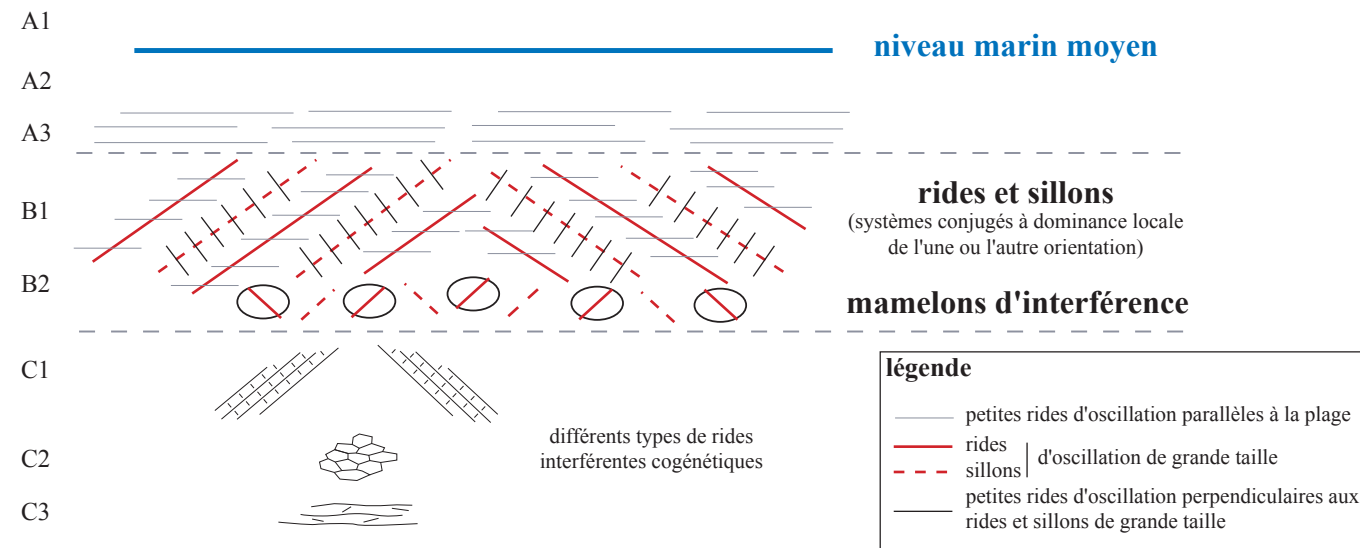 A1
niveau marin moyen
A2
A3
B1
rides et sillons
(systèmes conjugés à dominance locale
de l'une ou l'autre orientation)
B2
mamelons d'interférence
C1
C2
différents types de rides
interférentes cogénétiques
C3
légende
petites rides d'oscillation parallèles à la plage
rides
sillons
d'oscillation de grande taille
petites rides d'oscillation perpendiculaires aux
rides et sillons de grande taille